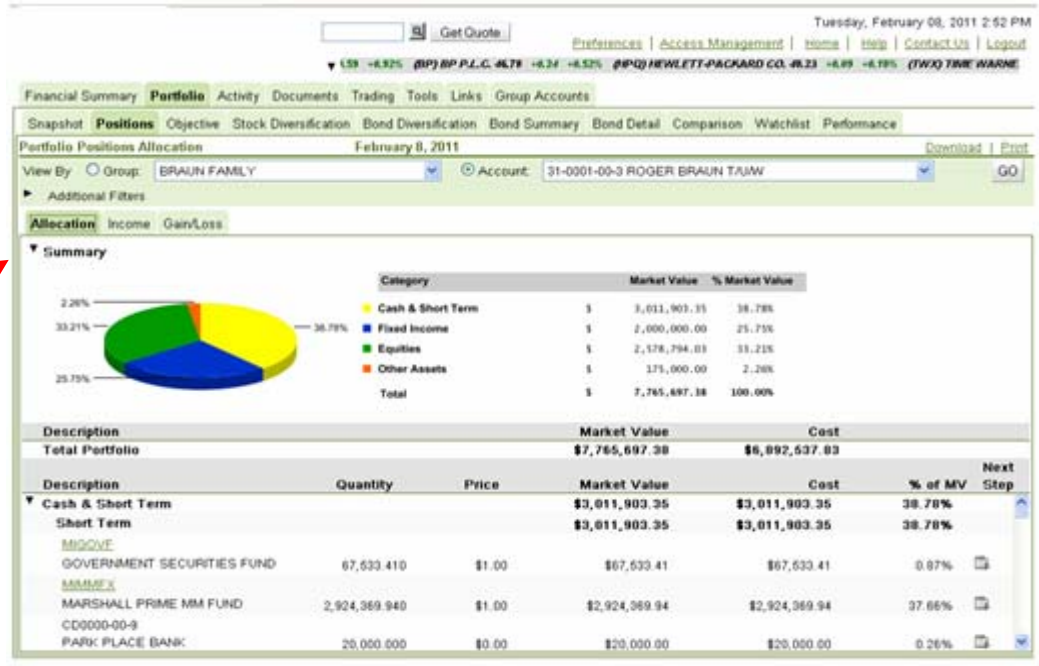 Tuesday, February 08, 2011 2:52 PM
Get Quote
Preferences | Access Management | Home | Help | Contact Us | Logout
+0.92% (BP) BP P.L.C. 46.78 +0.24 +0.52% (HPQ) HEWLETT-PACKARD CO. 48.23 +0.09 +0.19% (TWX) TIME WARNE
Financial Summary Portfolio Activity Documents Trading Tools Links Group Accounts
Snapshot Positions Objective Stock Diversification Bond Diversification Bond Summary Bond Detail Comparison Watchlist Performance
Portfolio Positions Allocation February 8, 2011 Download | Print
View By Group: BRAUN FAMILY Account: 31-0001-00-3 ROGER BRAUN T/U/W GO
Additional Filters
Allocation Income Gain/Loss
Summary
Category Market Value % Market Value
Cash & Short Term $ 3,011,903.35 38.78%
Fixed Income $ 2,000,000.00 25.75%
Equities $ 2,578,794.03 33.21%
Other Assets $ 175,000.00 2.26%
Total $ 7,765,697.38 100.00%
2.26%
33.21%
38.78%
25.75%
Description Market Value Cost
Total Portfolio $7,765,697.38 $6,892,537.83
Description Quantity Price Market Value Cost % of MV Next Step
Cash & Short Term $3,011,903.35 $3,011,903.35 38.78%
Short Term $3,011,903.35 $3,011,903.35 38.78%
MIGOVF
GOVERNMENT SECURITIES FUND 67,533.410 $1.00 $67,533.41 $67,533.41 0.87%
MIMMFX
MARSHALL PRIME MM FUND 2,924,369.940 $1.00 $2,924,369.94 $2,924,369.94 37.66%
CD0000-00-9
PARK PLACE BANK 20,000.000 $0.00 $20,000.00 $20,000.00 0.26%